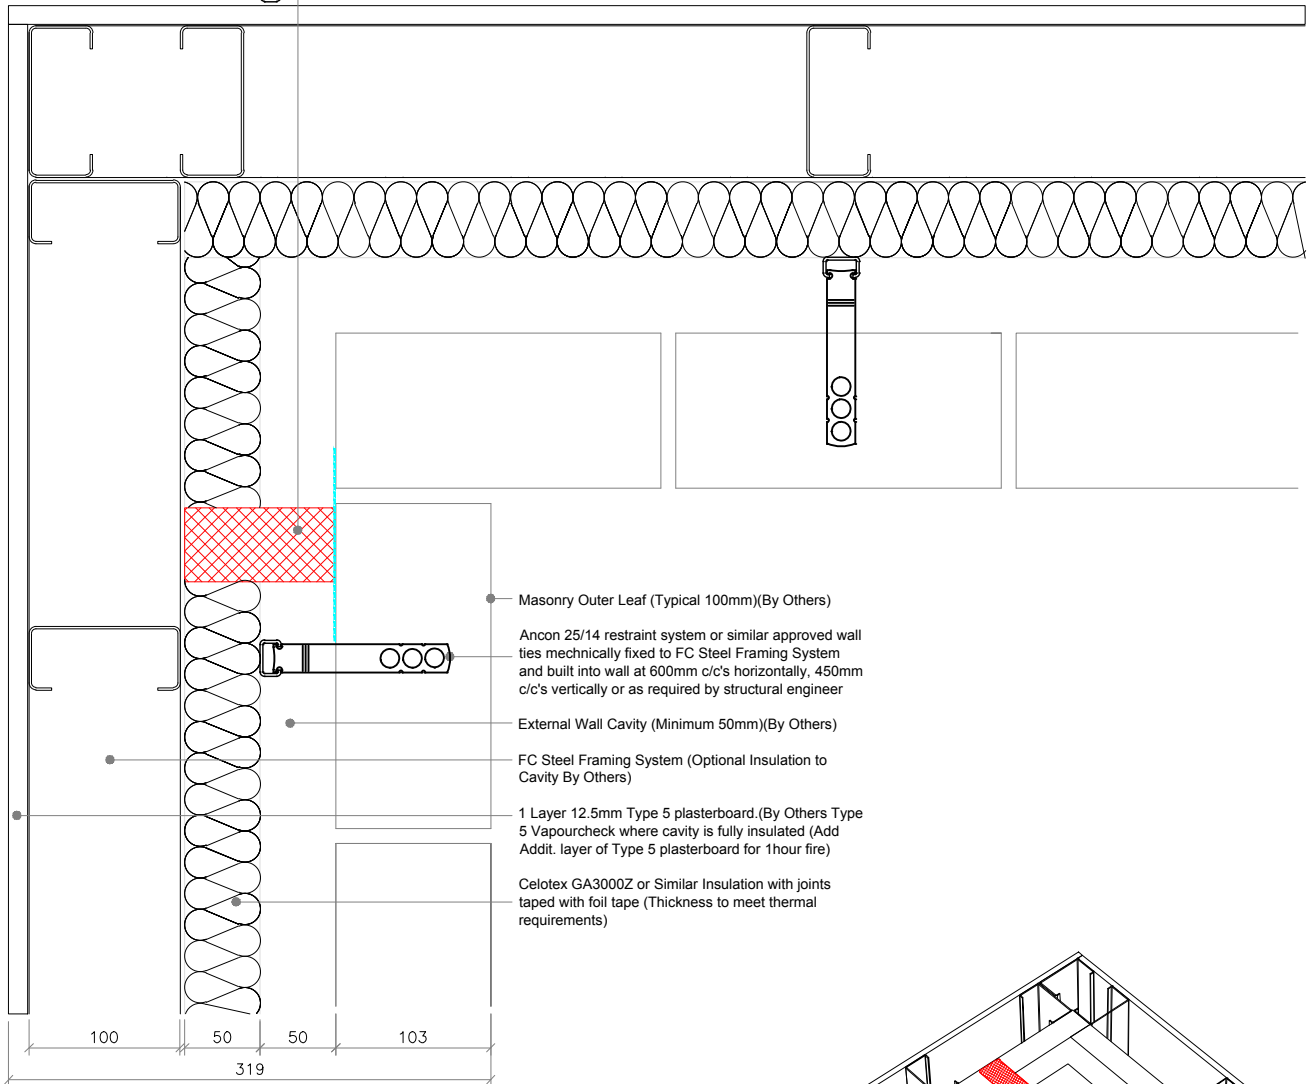 Masonry Outer Leaf (Typical 100mm)(By Others)
Ancon 25/14 restraint system or similar approved wall
ties mechnically fixed to FC Steel Framing System
and built into wall at 600mm c/c's horizontally, 450mm
c/c's vertically or as required by structural engineer
External Wall Cavity (Minimum 50mm)(By Others)
FC Steel Framing System (Optional Insulation to
Cavity By Others)
1 Layer 12.5mm Type 5 plasterboard.(By Others Type
5 Vapourcheck where cavity is fully insulated (Add
Addit. layer of Type 5 plasterboard for 1hour fire)
Celotex GA3000Z or Similar Insulation with joints
taped with foil tape (Thickness to meet thermal
requirements)
100 50 50 103
319